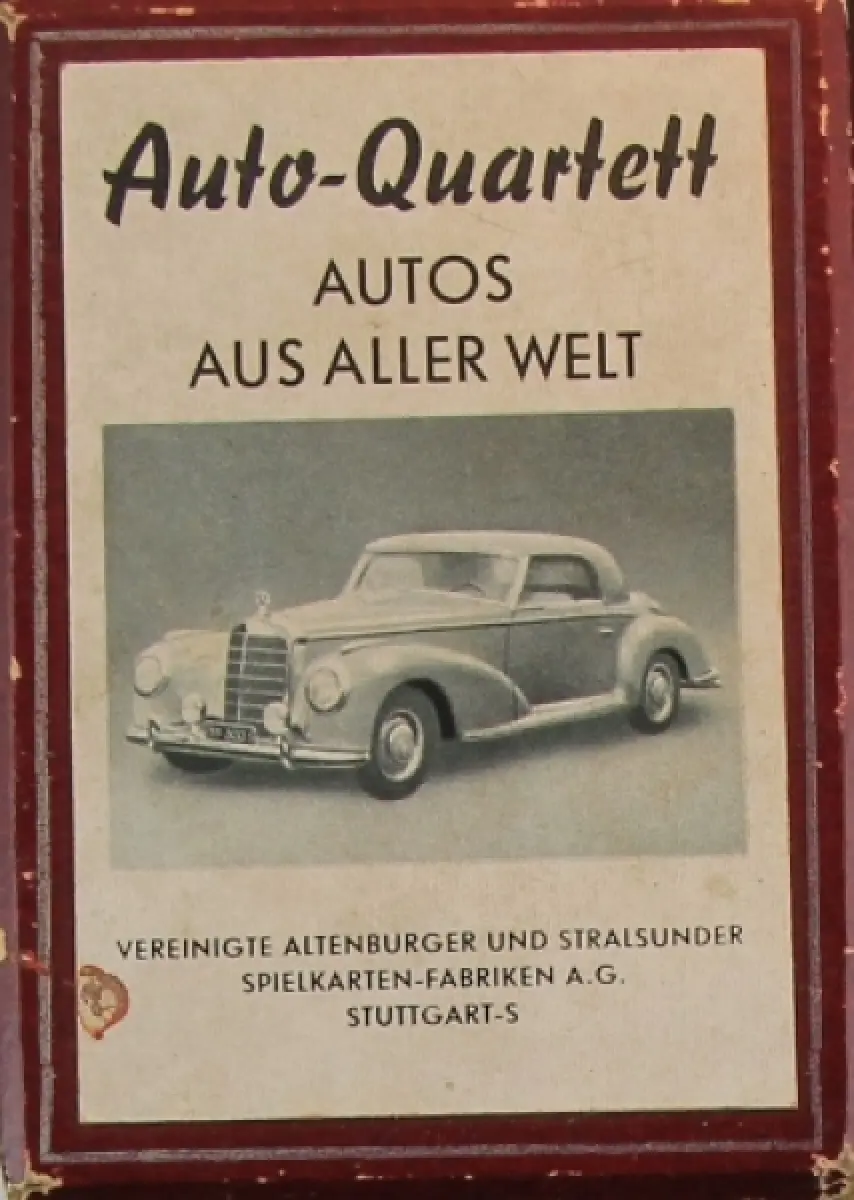 Auto-Quartett
AUTOS
AUS ALLER WELT
VEREINIGTE ALTENBURGER UND STRALSUNDER
SPIELKARTEN-FABRIKEN A.G.
STUTTGART-S